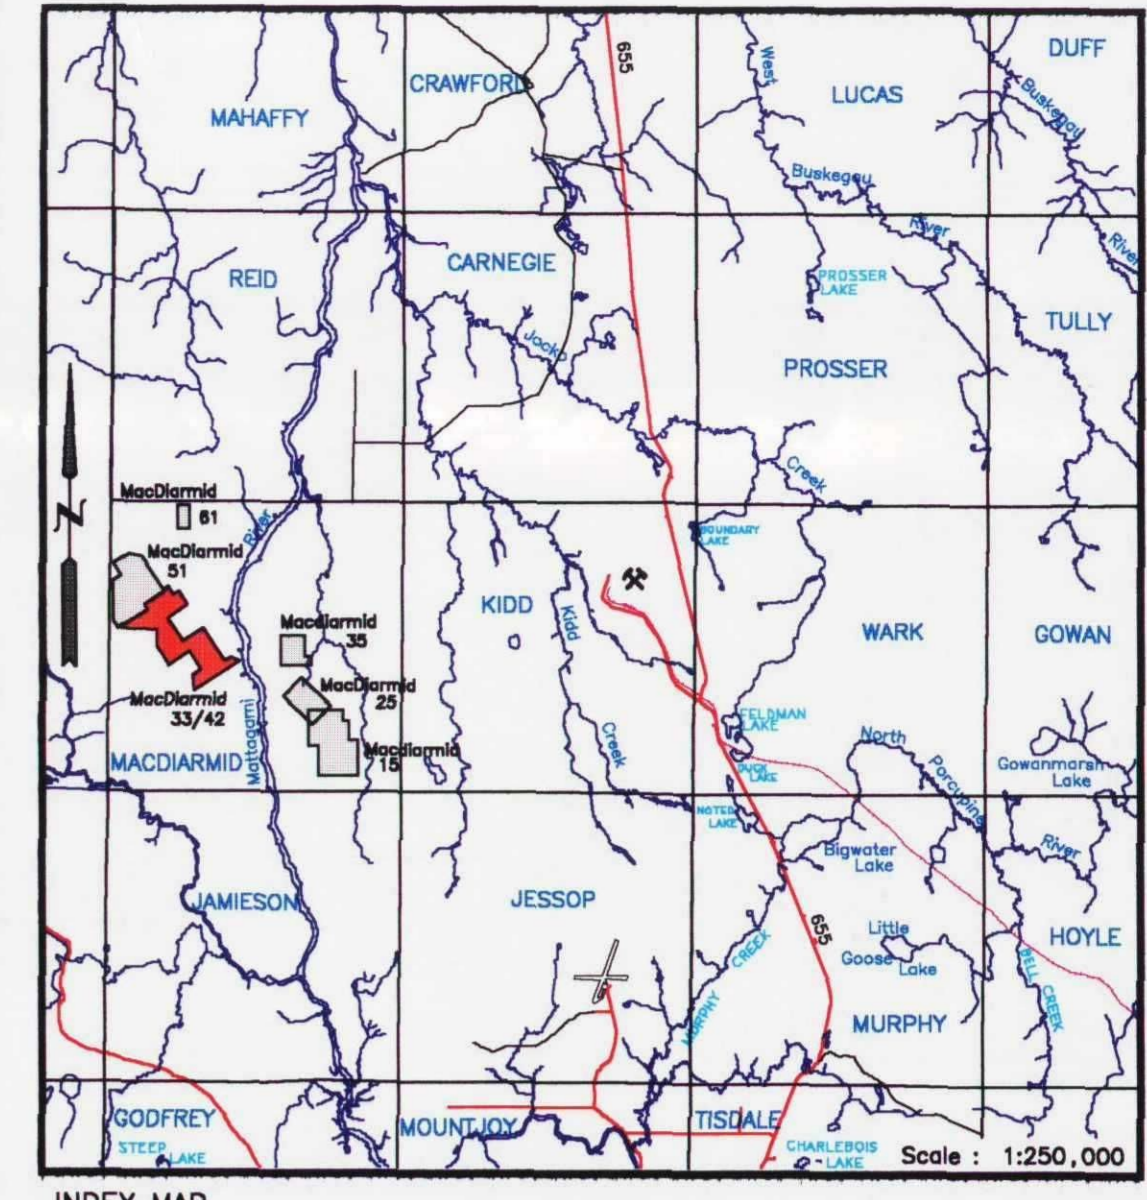 DUFF
655
West
CRAWFORD
LUCAS
Buskegau
MAHAFFY
Buskegau
River
River
CARNEGIE
REID
PROSSER
LAKE
TULLY
Jocko
PROSSER
Creek
MacDiarmid
61
River
BOUNDARY
LAKE
MacDiarmid
51
N
KIDD
Kidd
WARK
GOWAN
Macdiarmid
35
MacDiarmid
25
MacDiarmid
33/42
FELDMAN
LAKE
North
Mattagami
Creek
Macdiarmid
15
MACDIARMID
DUCK
LAKE
Porcupine
Gowanmarsh
Lake
NOTED
LAKE
Bigwater
Lake
River
JAMIESON
JESSOP
655
Little
Goose
Lake
HOYLE
CREEK
MURPHY
BELL CREEK
MURPHY
GODFREY
MOUNTJOY
TISDALE
STEEP
LAKE
CHARLEBOIS
LAKE
Scale : 1:250,000
INDEX MAP